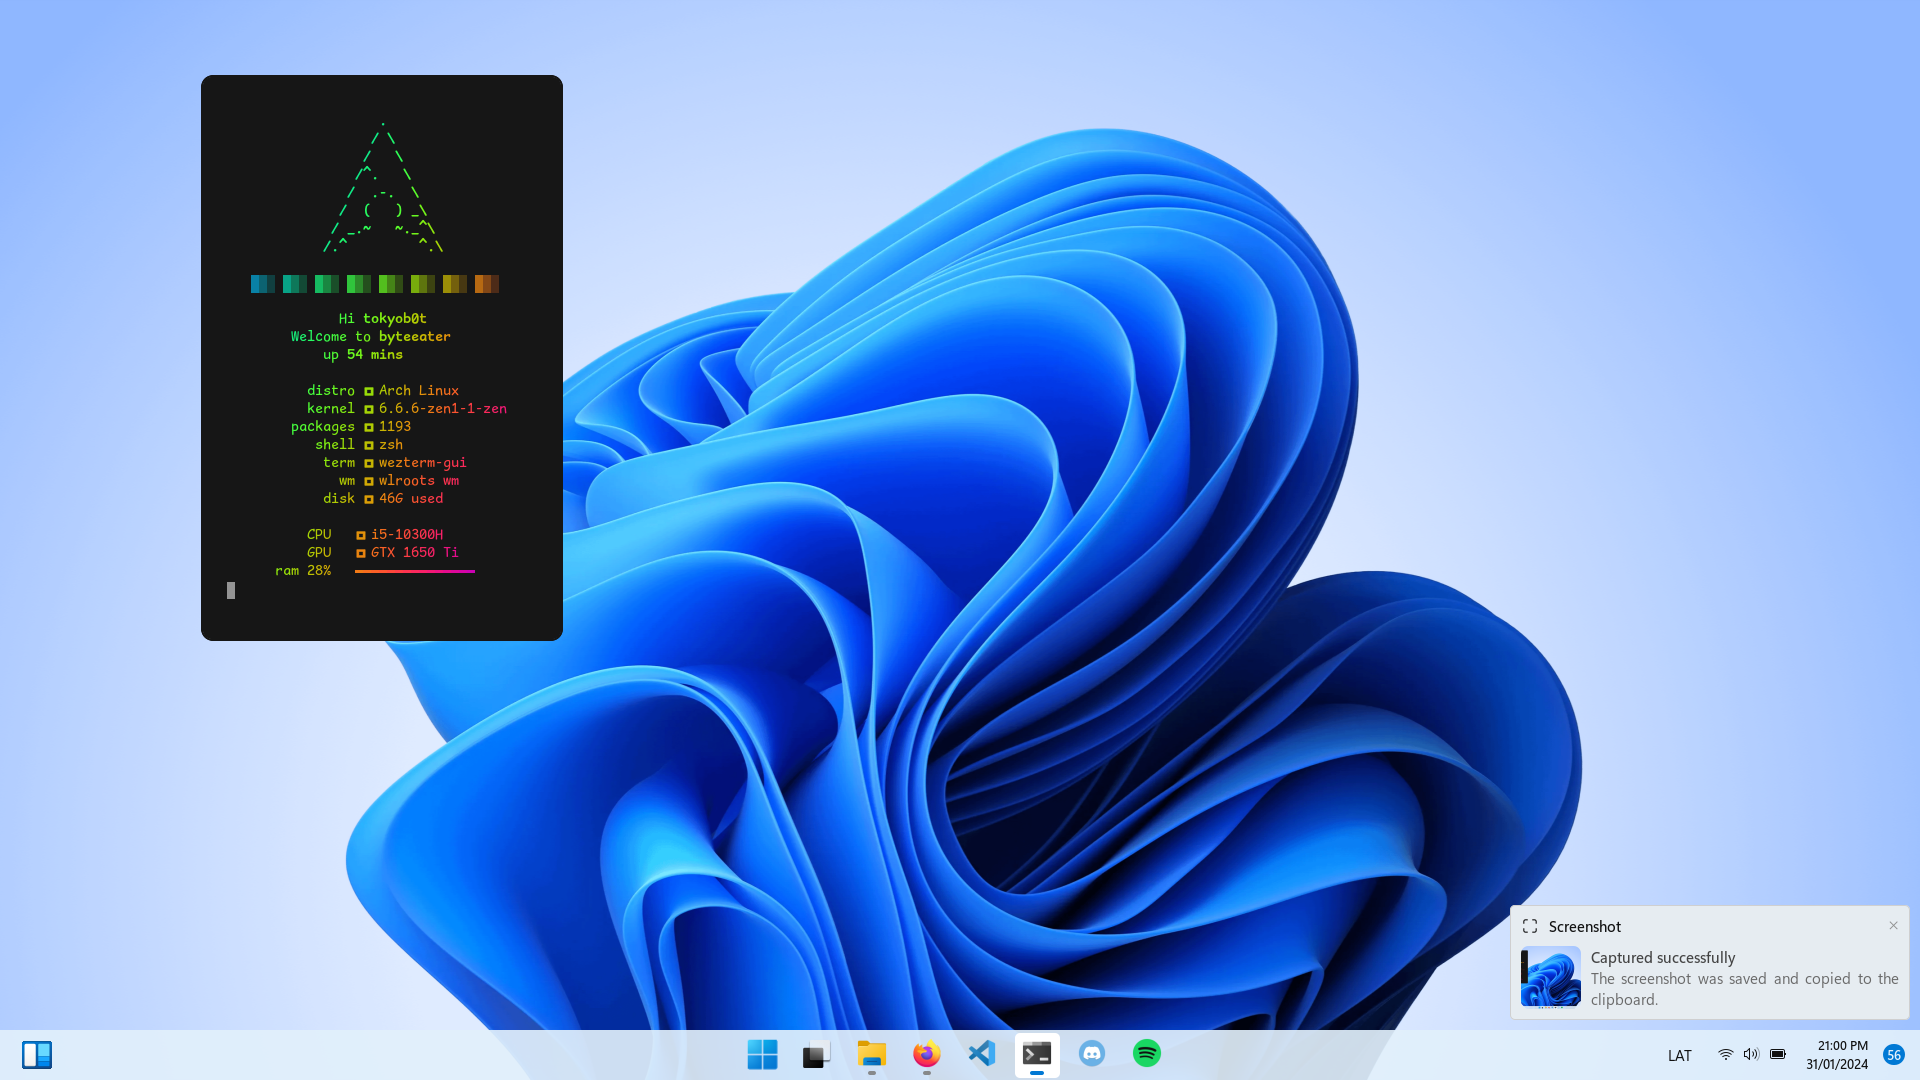 Hi tokyob0t
Welcome to byteeater
up 54 mins
distro Arch Linux
kernel 6.6.6-zen1-1-zen
packages 1193
shell zsh
term wezterm-gui
wm wlroots wm
disk 46G used
CPU i5-10300H
GPU GTX 1650 Ti
ram 28%
Screenshot
Captured successfully
The screenshot was saved and copied to the
clipboard.
LAT
21:00 PM
31/01/2024
56